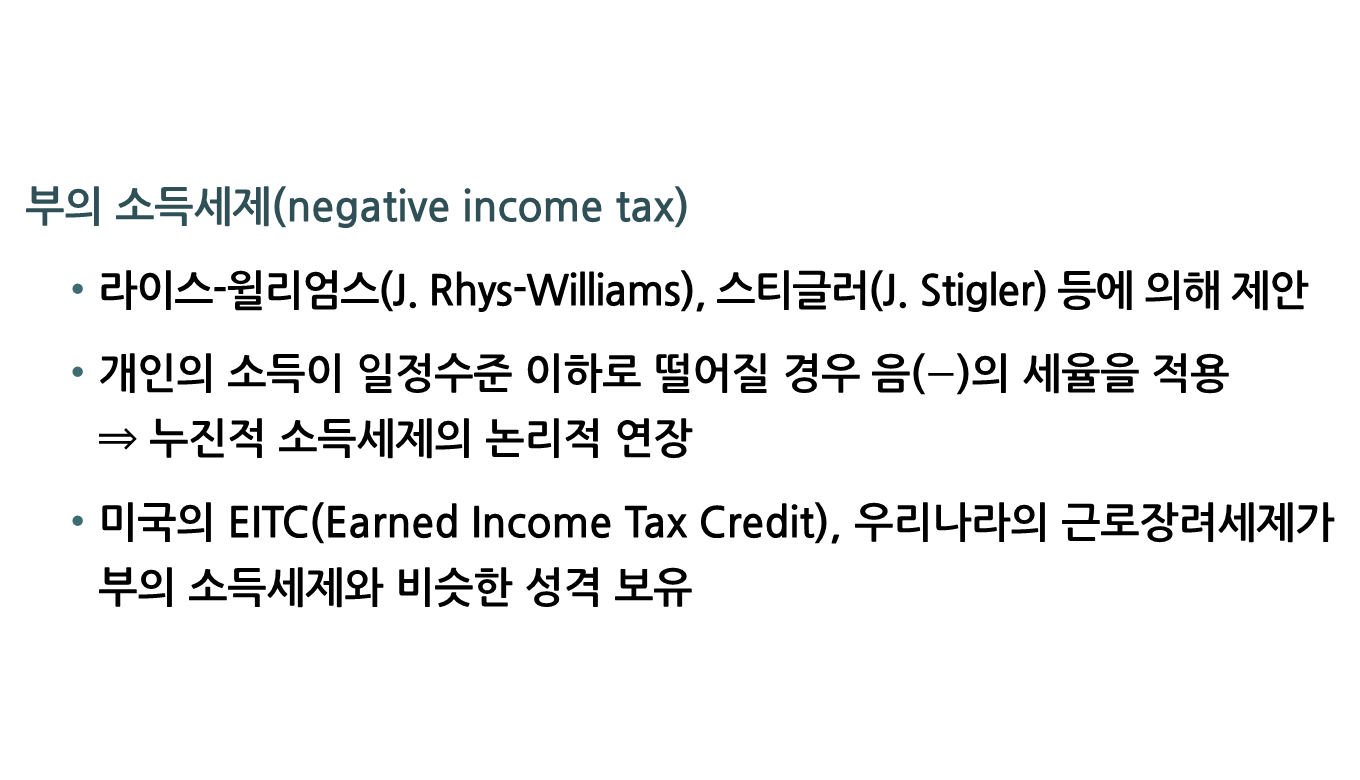 부의 소득세제(negative income tax)
• 라이스-윌리엄스(J. Rhys-Williams), 스티글러(J. Stigler) 등에 의해 제안
• 개인의 소득이 일정수준 이하로 떨어질 경우 음(−)의 세율을 적용
⇒ 누진적 소득세제의 논리적 연장
• 미국의 EITC(Earned Income Tax Credit), 우리나라의 근로장려세제가
부의 소득세제와 비슷한 성격 보유